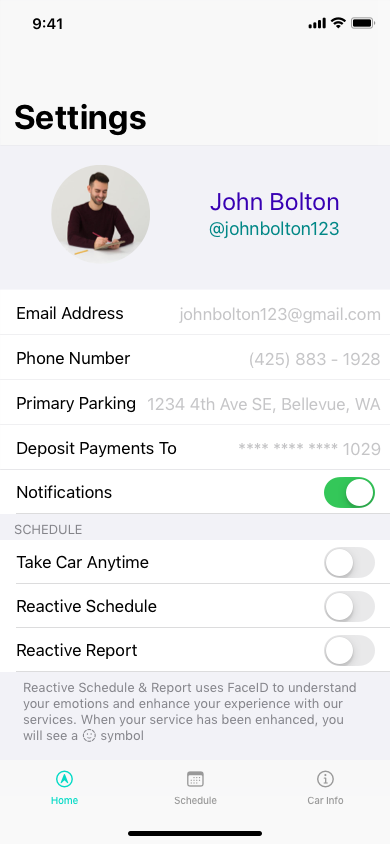 9:41
Settings
John Bolton
@johnbolton123
Email Address johnbolton123@gmail.com
Phone Number (425) 883 - 1928
Primary Parking 1234 4th Ave SE, Bellevue, WA
Deposit Payments To **** **** **** 1029
Notifications
SCHEDULE
Take Car Anytime
Reactive Schedule
Reactive Report
Reactive Schedule & Report uses FaceID to understand
your emotions and enhance your experience with our
services. When your service has been enhanced, you
will see a symbol
Home Schedule Car Info